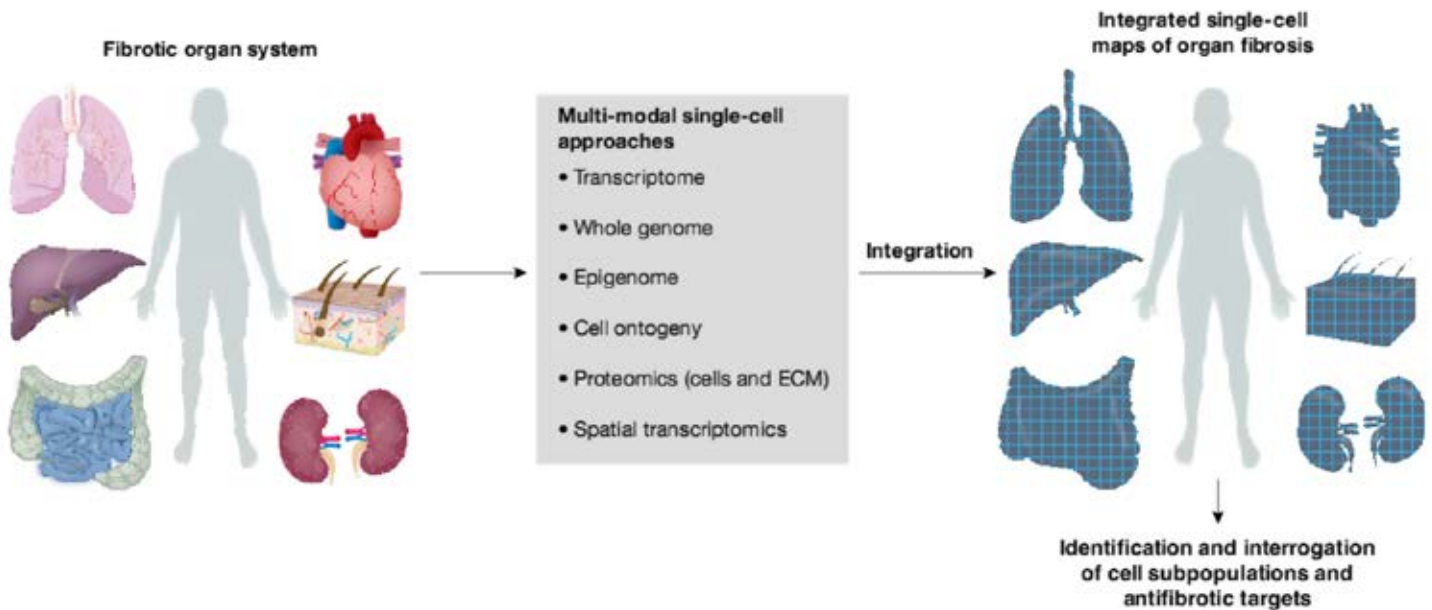 Fibrotic organ system
Multi-modal single-cell
approaches
• Transcriptome
• Whole genome
• Epigenome
• Cell ontogeny
• Proteomics (cells and ECM)
• Spatial transcriptomics
Integration
Integrated single-cell
maps of organ fibrosis
Identification and interrogation
of cell subpopulations and
antifibrotic targets